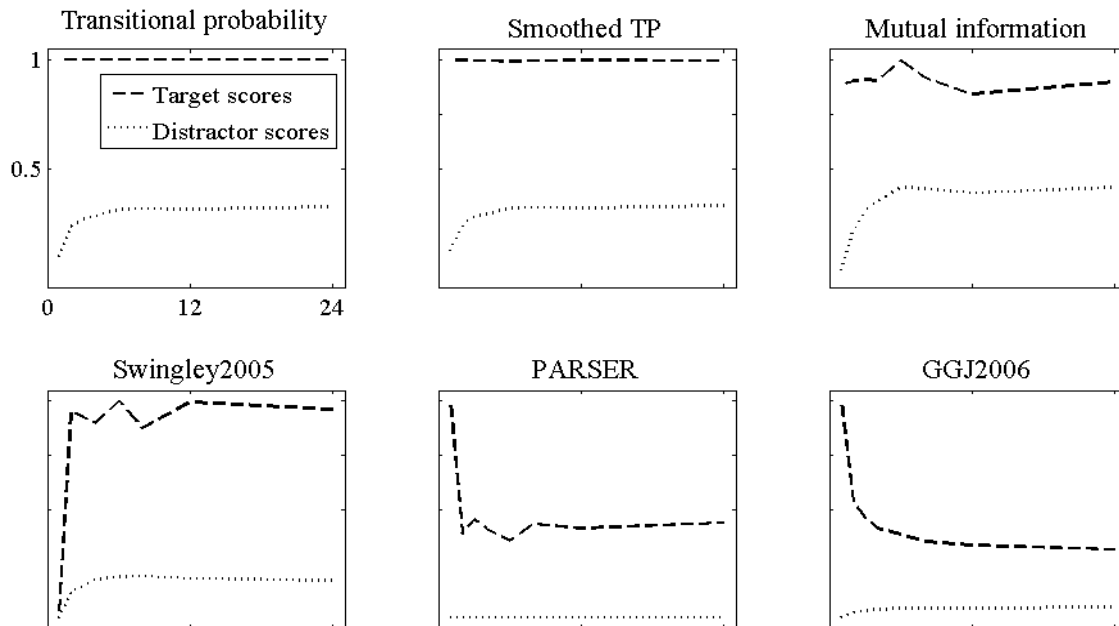 Transitional probability
Smoothed TP
Mutual information
1
Target scores
Distractor scores
0.5
0
12
24
Swingley2005
PARSER
GGJ2006